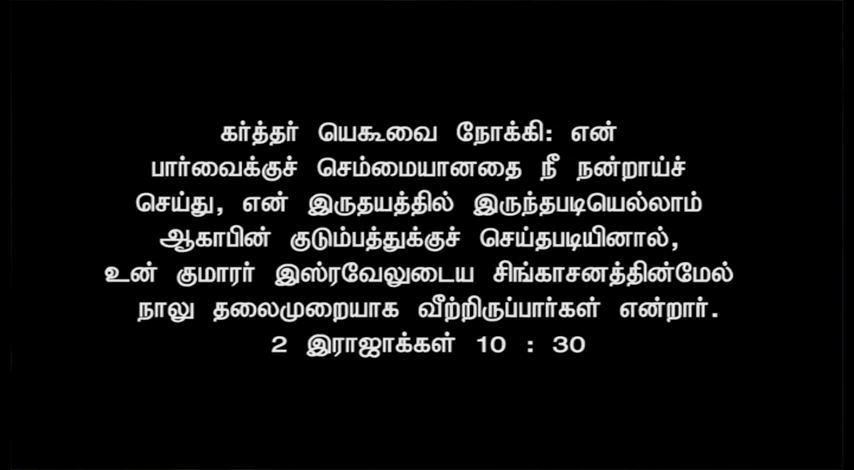 கர்த்தர் யெகூவை நோக்கி: என்
பார்வைக்குச் செம்மையானதை நீ நன்றாய்ச்
செய்து, என் இருதயத்தில் இருந்தபடியெல்லாம்
ஆகாபின் குடும்பத்துக்குச் செய்தபடியினால்,
உன் குமாரர் இஸ்ரவேலுடைய சிங்காசனத்தின்மேல்
நாலு தலைமுறையாக வீற்றிருப்பார்கள் என்றார்.
2 இராஜாக்கள் 10 : 30